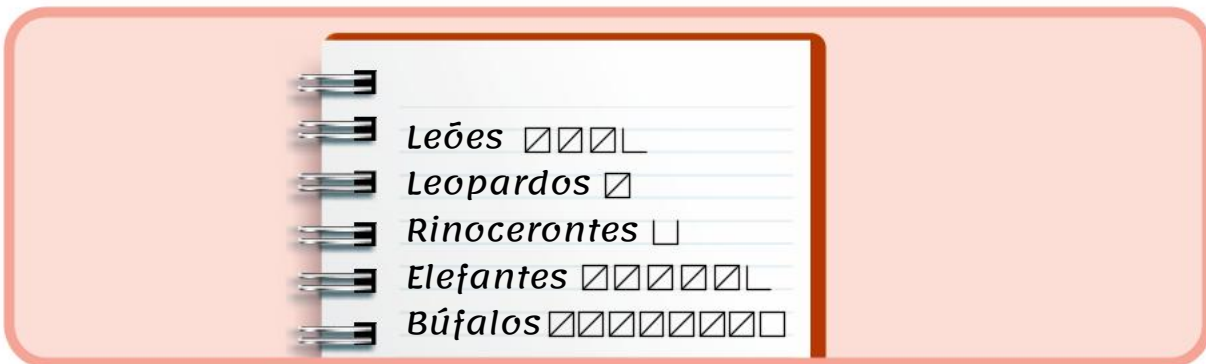 Leões
Leopardos
Rinocerontes
Elefantes
Búfalos